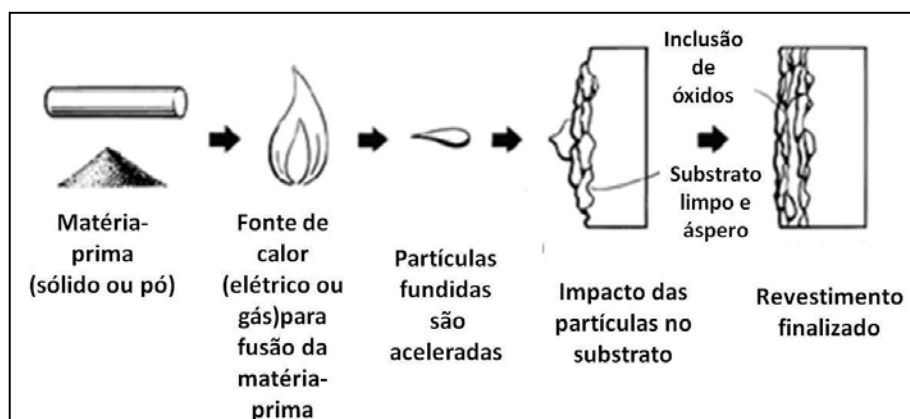 Matéria-
prima
(sólido ou pó)
Fonte de
calor
(elétrico ou
gás)para
fusão da
matéria-
prima
Partículas
fundidas
são
aceleradas
Impacto das
partículas no
substrato
Substrato
limpo e
áspero
Inclusão
de
óxidos
Revestimento
finalizado